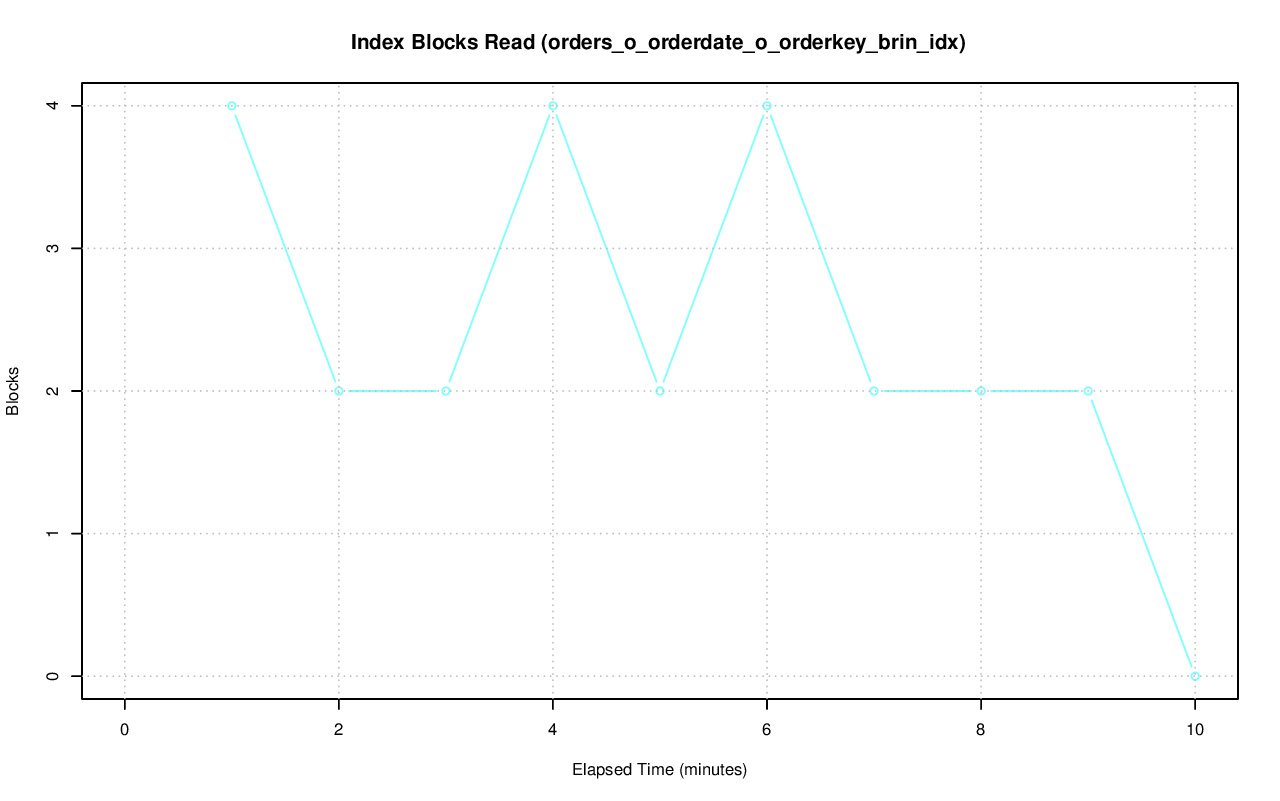 Index Blocks Read (orders_o_orderdate_o_orderkey_brin_idx)
4
3
2
1
0
Blocks
0 2 4 6 8 10
Elapsed Time (minutes)